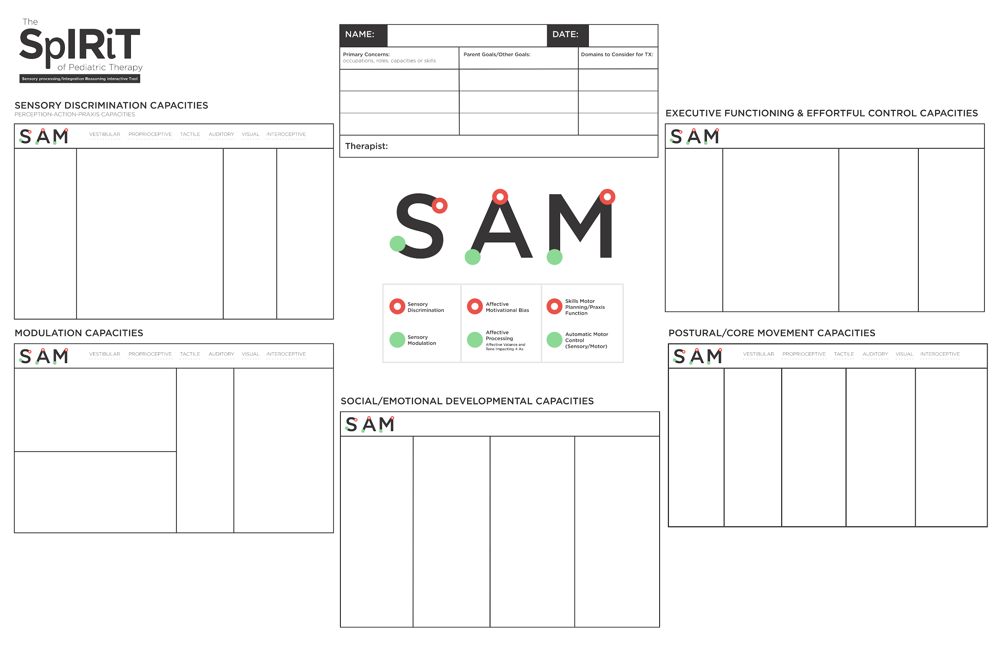 The
SpIRiT
of Pediatric Therapy
Sensory processing/Integration Reasoning interactive Tool
NAME:
DATE:
Primary Concerns:
occupations, roles, capacities or skills
Parent Goals/Other Goals:
Domains to Consider for TX:
Therapist:
SENSORY DISCRIMINATION CAPACITIES
PERCEPTION-ACTION-PRAXIS CAPACITIES
SAM VESTIBULAR PROPRIOCEPTIVE TACTILE AUDITORY VISUAL INTEROCEPTIVE
EXECUTIVE FUNCTIONING & EFFORTFUL CONTROL CAPACITIES
SAM
SAM
Sensory
Discrimination
Affective
Motivational Bias
Skills Motor
Planning/Praxis
Function
Sensory
Modulation
Affective
Processing
Affective Valance and
Tone Impacting 4 As
Automatic Motor
Control
(Sensory/Motor)
MODULATION CAPACITIES
SAM VESTIBULAR PROPRIOCEPTIVE TACTILE AUDITORY VISUAL INTEROCEPTIVE
POSTURAL/CORE MOVEMENT CAPACITIES
SAM VESTIBULAR PROPRIOCEPTIVE TACTILE AUDITORY VISUAL INTEROCEPTIVE
SOCIAL/EMOTIONAL DEVELOPMENTAL CAPACITIES
SAM